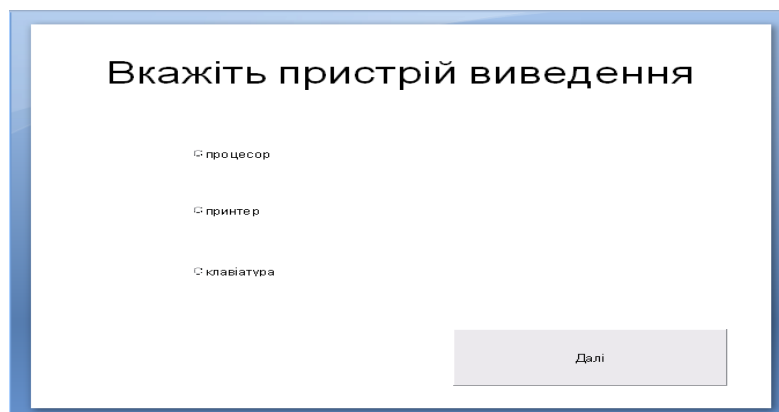 Вкажіть пристрій виведення
процесор
принтер
клавіатура
Далі